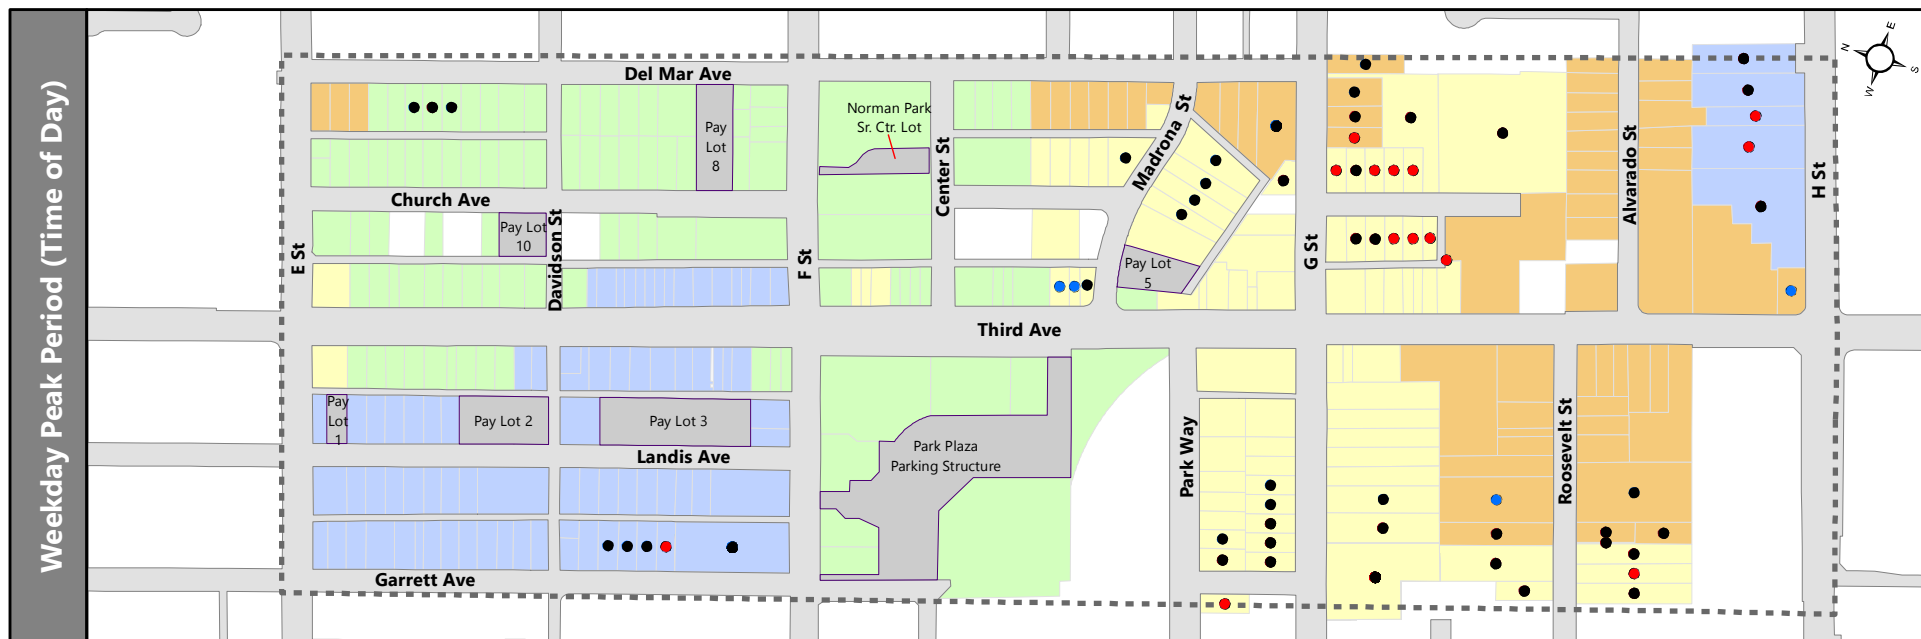 Weekday Peak Period (Time of Day)
Del Mar Ave
Pay
Lot
8
Norman Park
Sr. Ctr. Lot
Church Ave
Pay Lot
10
E St
Davidson St
F St
Center St
Madrona St
Pay Lot
5
G St
Alvarado St
H St
N
E
S
W
Third Ave
Pay
Lot
1
Pay Lot 2
Pay Lot 3
Landis Ave
Park Plaza
Parking Structure
Park Way
Roosevelt St
Garrett Ave